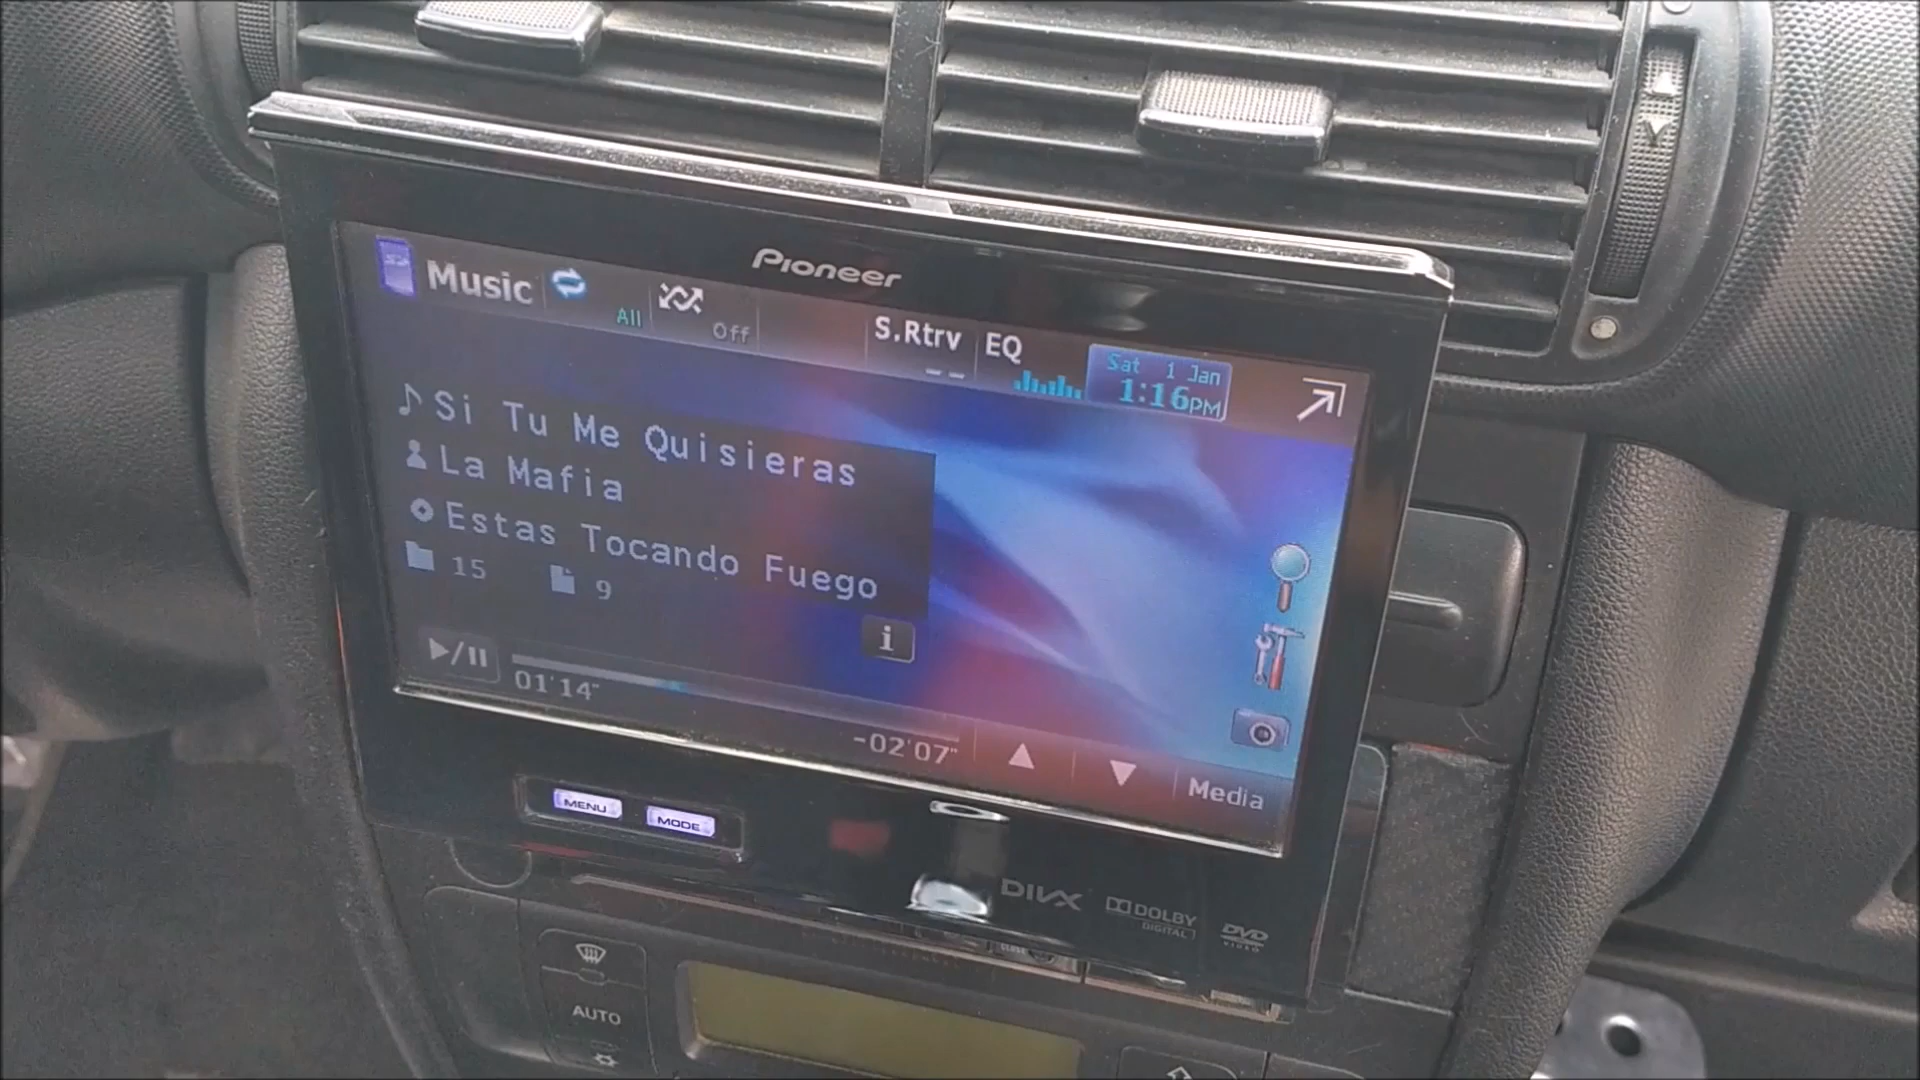 Pioneer
Music
All
Off
S.Rtrv
EQ
Sat 1 Jan
1:16PM
Si Tu Me Quisieras
La Mafia
Estas Tocando Fuego
15 9
i
01'14"
-02'07"
Media
MENU
MODE
DIVX
DOLBY
DIGITAL
DVD
VIDEO
AUTO